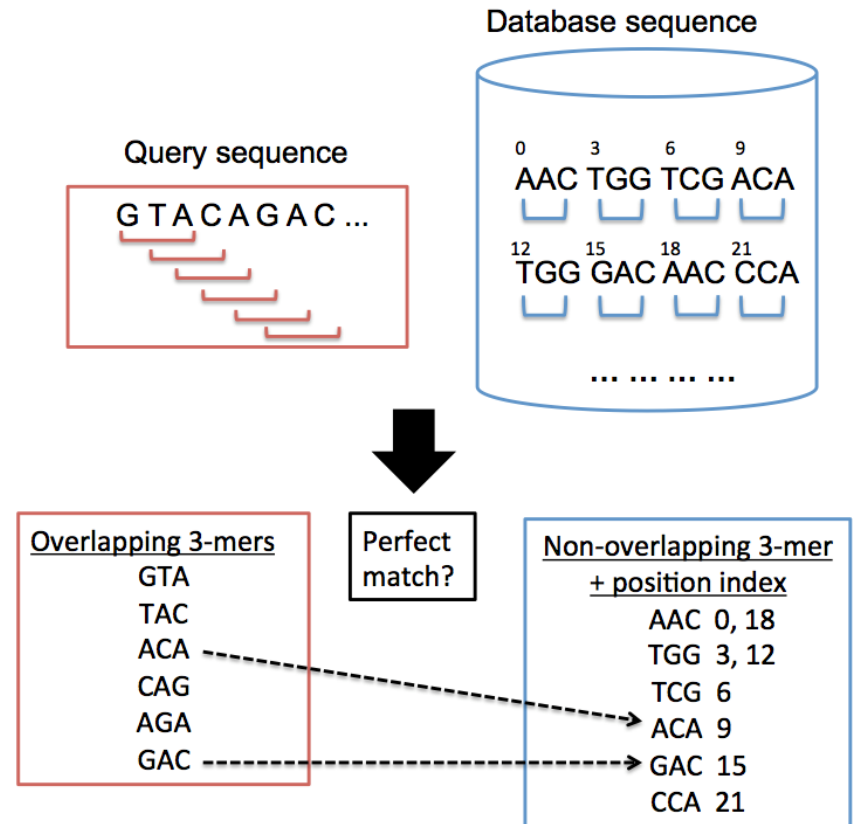 Database sequence
Query sequence
G T A C A G A C ...
0 3 6 9
AAC TGG TCG ACA
12 15 18 21
TGG GAC AAC CCA
... ... ... ...
Overlapping 3-mers
GTA
TAC
ACA
CAG
AGA
GAC
Perfect
match?
Non-overlapping 3-mer
+ position index
AAC 0, 18
TGG 3, 12
TCG 6
ACA 9
GAC 15
CCA 21